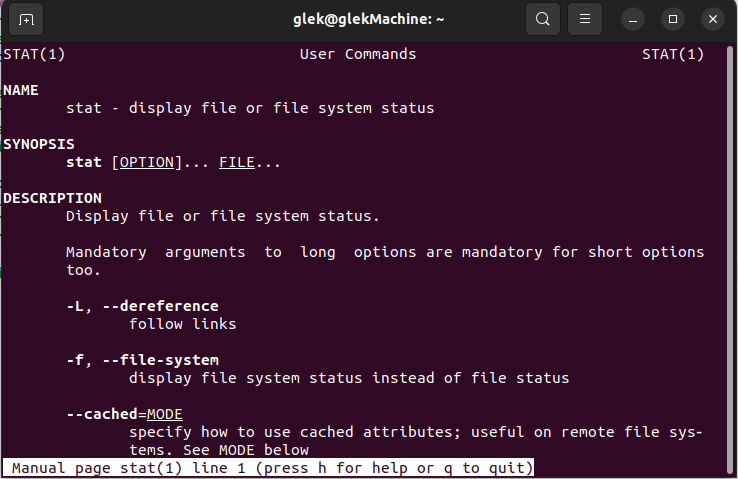 glek@glekMachine: ~
STAT(1) User Commands STAT(1)
NAME
stat - display file or file system status
SYNOPSIS
stat [OPTION]... FILE...
DESCRIPTION
Display file or file system status.
Mandatory arguments to long options are mandatory for short options
too.
-L, --dereference
follow links
-f, --file-system
display file system status instead of file status
--cached=MODE
specify how to use cached attributes; useful on remote file sys-
tems. See MODE below
Manual page stat(1) line 1 (press h for help or q to quit)